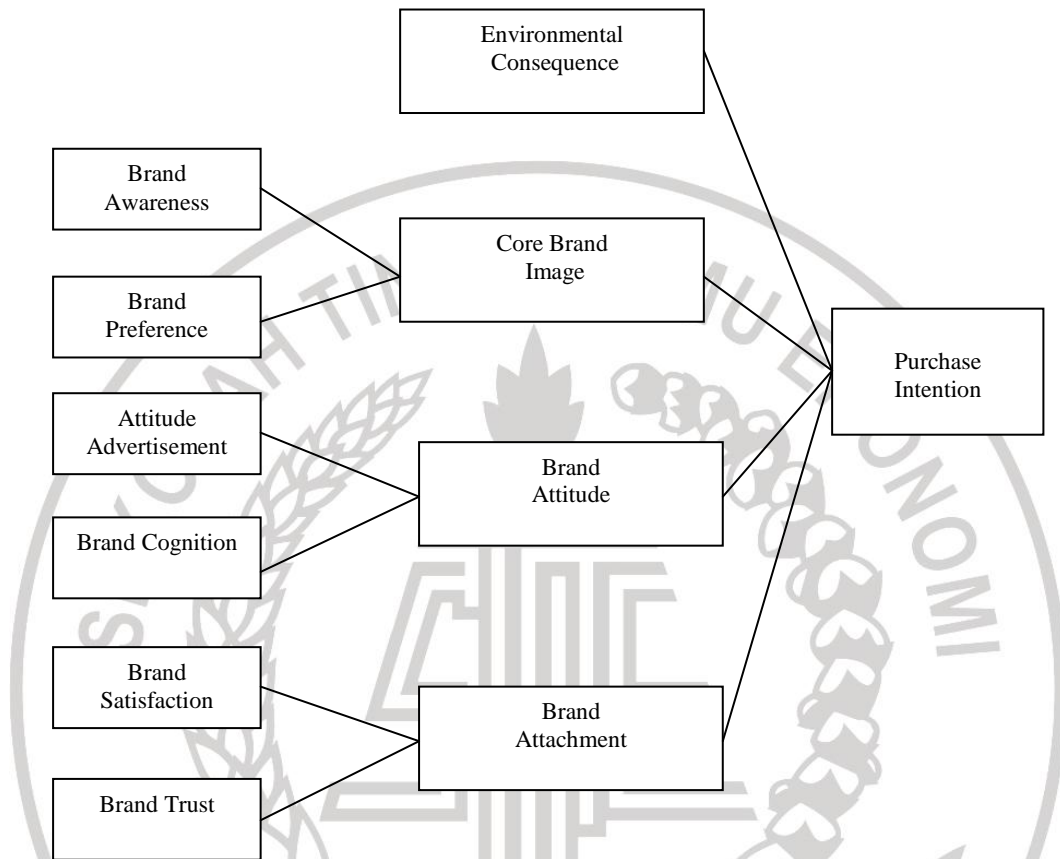 Environmental
Consequence
Brand
Awareness
Core Brand
Image
Brand
Preference
Purchase
Intention
Attitude
Advertisement
Brand
Attitude
Brand Cognition
Brand
Satisfaction
Brand
Attachment
Brand Trust